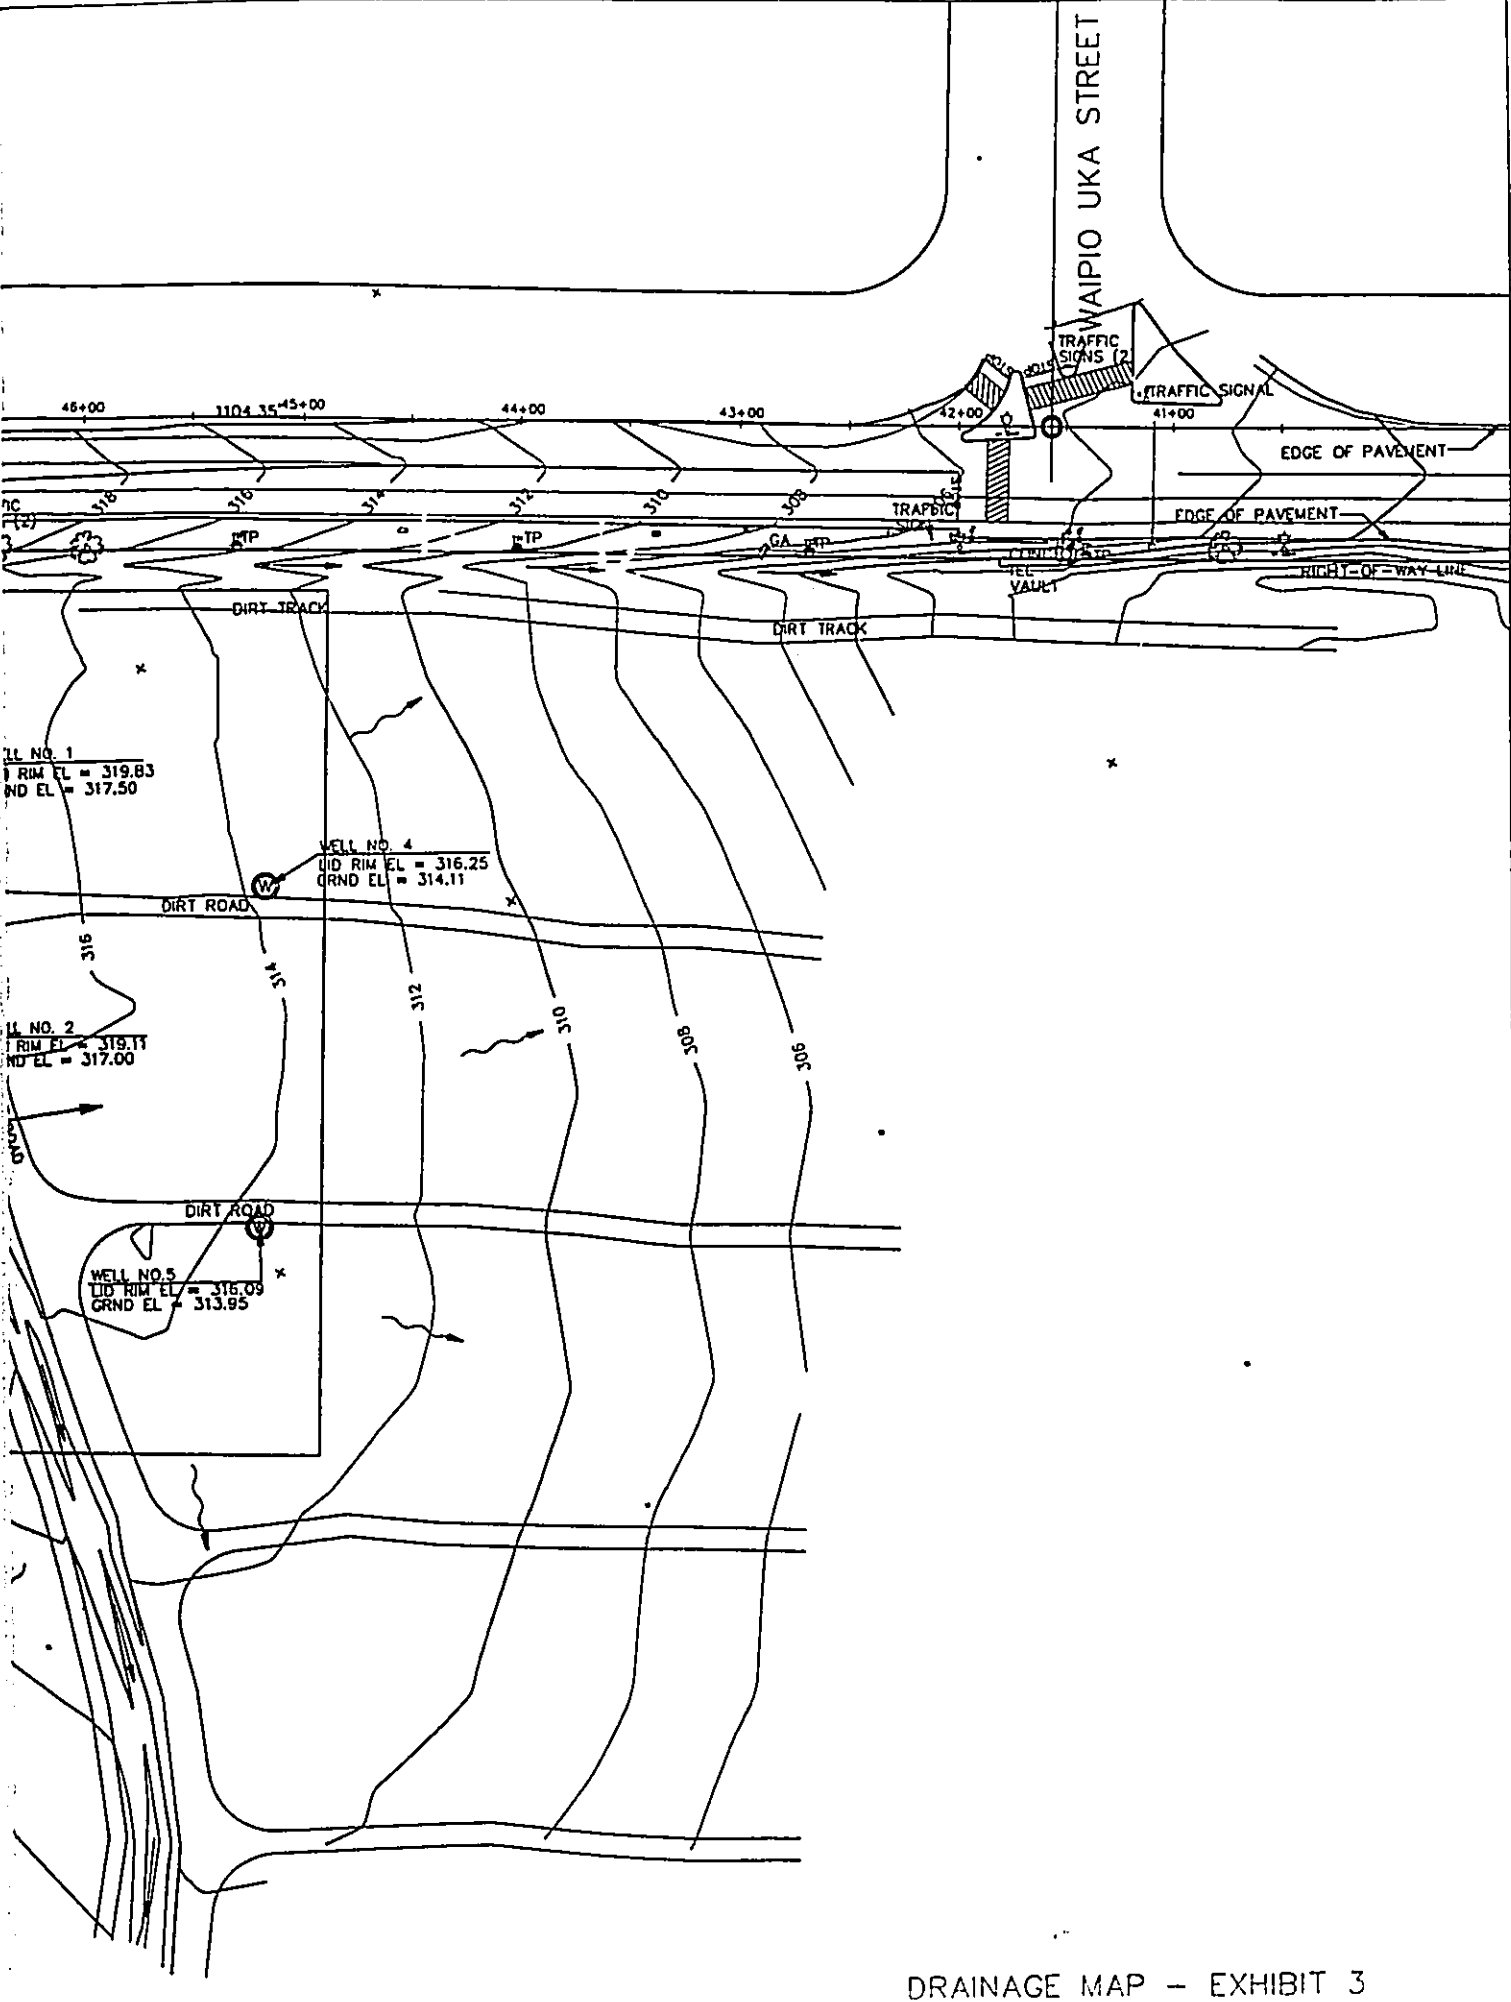 WAIPIO UKA STREET
TRAFFIC
SIGNS (2
STOP
STOP
TRAFFIC SIGNAL
46+00
1104.35
45+00
44+00
43+00
42+00
41+00
EDGE OF PAVEMENT
318
316
314
312
310
308
(2)
TRAFFIC
EDGE OF PAVEMENT
TP
TP
GA
TP
TEL
VAULT
RIGHT-OF-WAY LINE
DIRT TRACK
DIRT TRACK
LL NO. 1
RIM EL = 319.83
ND EL = 317.50
WELL NO. 4
LID RIM EL = 316.25
GRND EL = 314.11
W
DIRT ROAD
316
314
312
310
308
306
LL NO. 2
RIM EL = 319.11
ND EL = 317.00
DIRT ROAD
WELL NO.5
LID RIM EL = 316.09
GRND EL = 313.95
DRAINAGE MAP - EXHIBIT 3